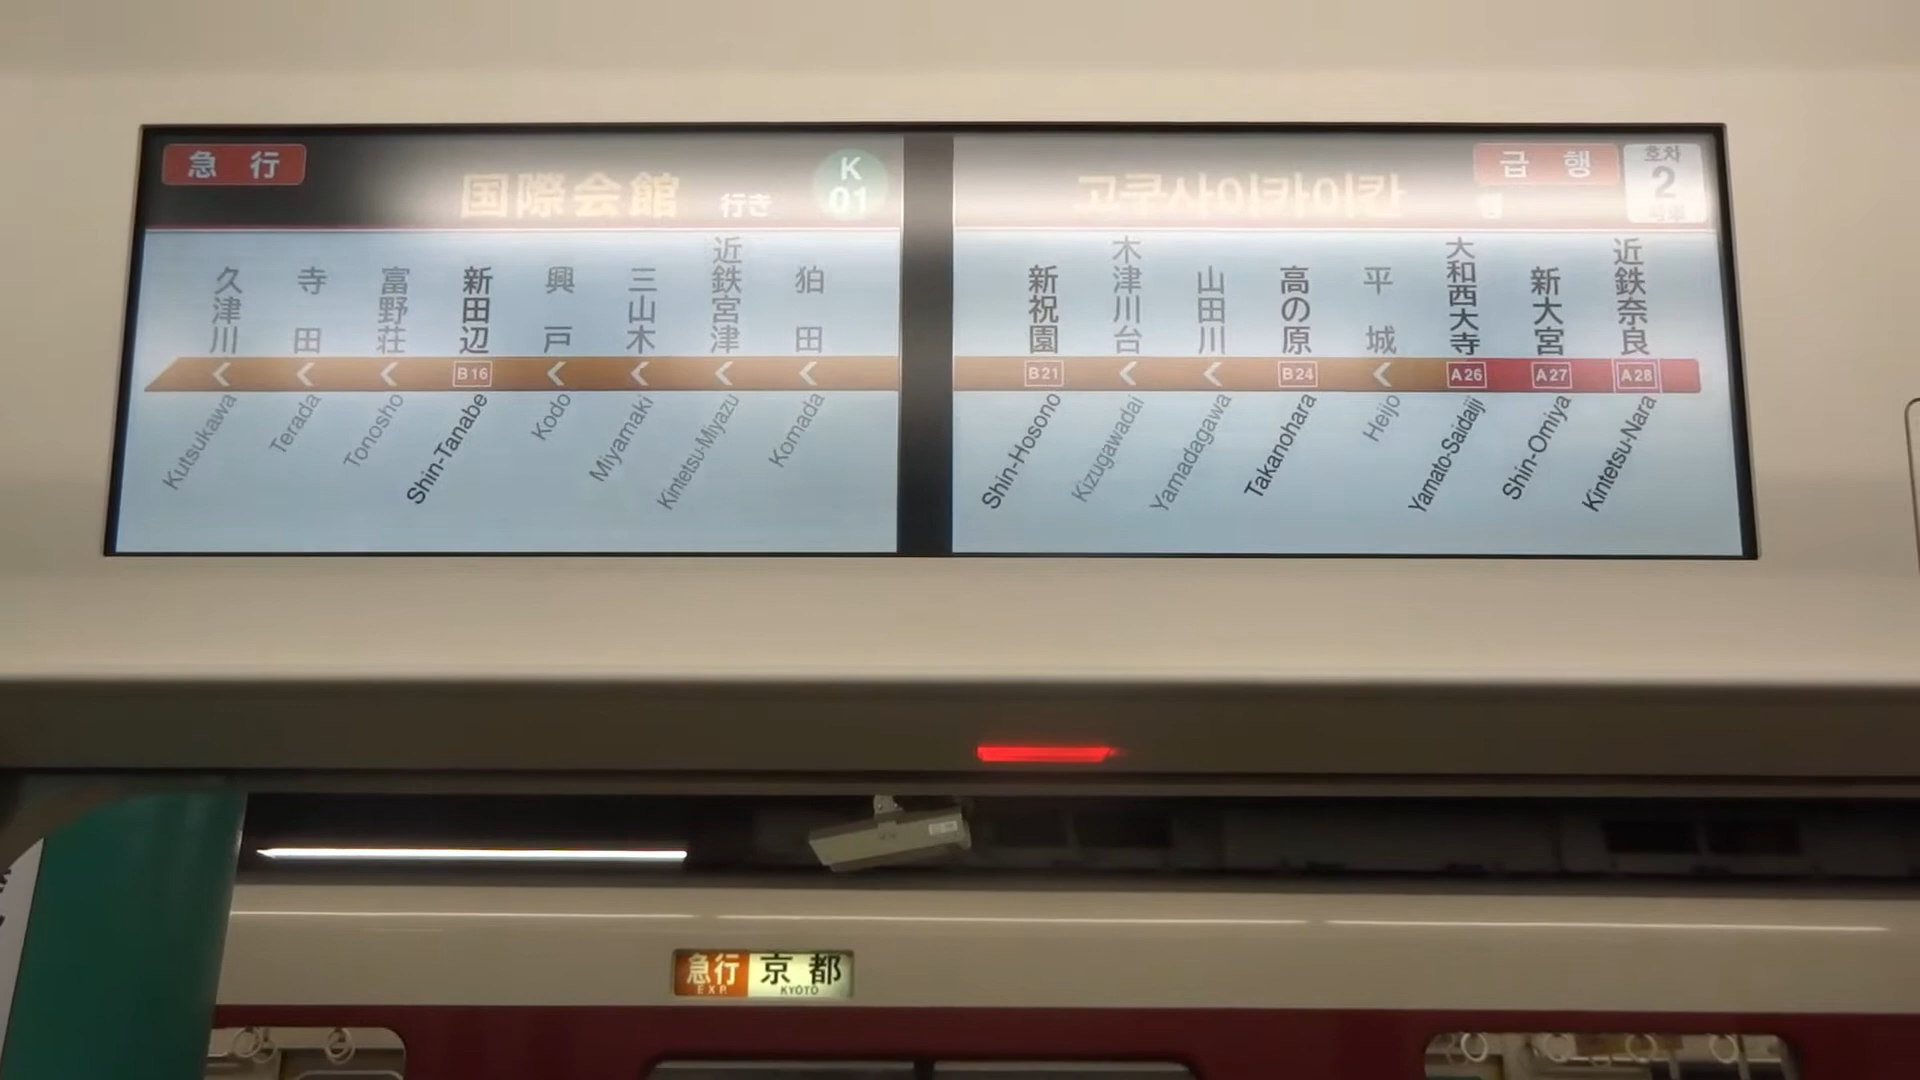 急 行
国際会館 行き
K
01
久津川
寺田
富野荘
新田辺
興戸
三山木
近鉄宮津
狛田
B16
Kutsukawa
Terada
Tonosho
Shin-Tanabe
Kodo
Miyamaki
Kintetsu-Miyazu
Komada
고쿠사이카이칸 행
급 행
호차
2
号車
新祝園
木津川台
山田川
高の原
平城
大和西大寺
新大宮
近鉄奈良
B21
B24
A26
A27
A28
Shin-Hosono
Kizugawadai
Yamadagawa
Takanohara
Heijo
Yamato-Saidaiji
Shin-Omiya
Kintetsu-Nara
急行 京都
EXP. KYOTO